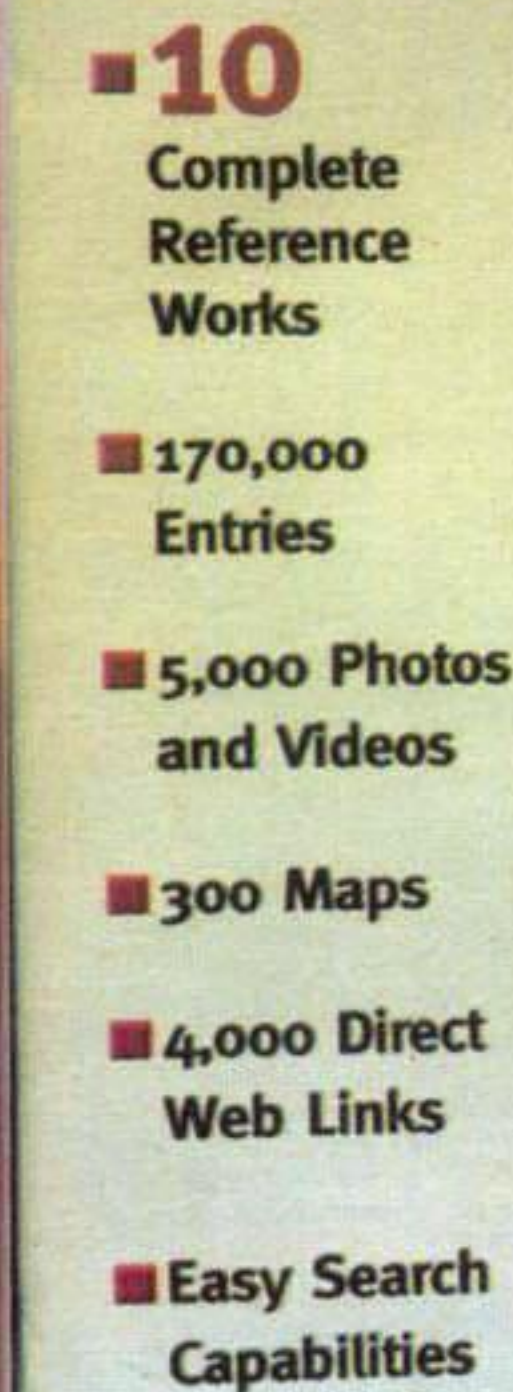 10
Complete
Reference
Works
170,000
Entries
5,000 Photos
and Videos
300 Maps
4,000 Direct
Web Links
Easy Search
Capabilities